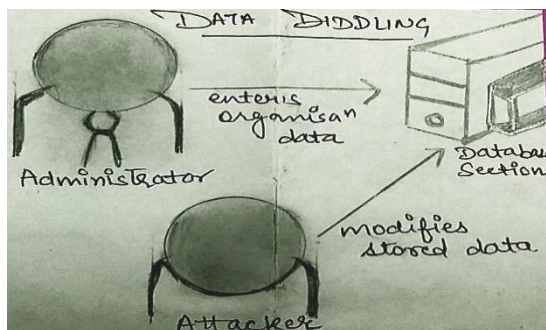 DATA DIDDLING
enters
organisan
data
Administrator
Database
Section
modifies
stored data
Attacker